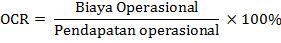 OCR = Biaya Operasional / Pendapatan operasional × 100%